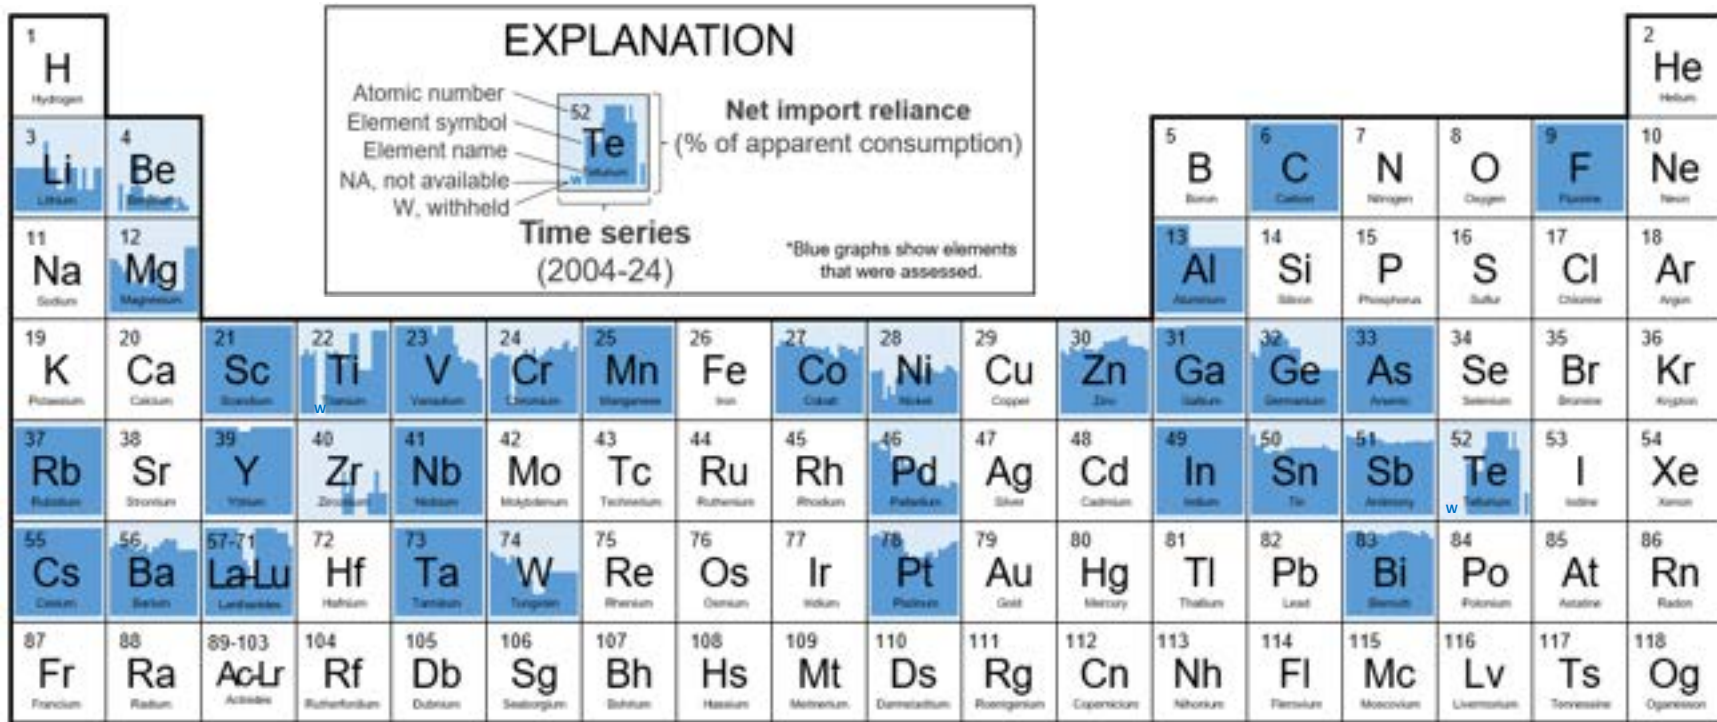 EXPLANATION
Atomic number
Element symbol
Element name
NA, not available
W, withheld
52
Te
Tellurium
W
Net import reliance
(% of apparent consumption)
Time series
(2004-24)
*Blue graphs show elements
that were assessed.
1 2
H He
Hydrogen Helium
3 4 5 6 7 8 9 10
Li Be B C N O F Ne
Lithium Beryllium Boron Carbon Nitrogen Oxygen Fluorine Neon
11 12 13 14 15 16 17 18
Na Mg Al Si P S Cl Ar
Sodium Magnesium Aluminum Silicon Phosphorus Sulfur Chlorine Argon
19 20 21 22 23 24 25 26 27 28 29 30 31 32 33 34 35 36
K Ca Sc Ti V Cr Mn Fe Co Ni Cu Zn Ga Ge As Se Br Kr
Potassium Calcium Scandium Titanium Vanadium Chromium Manganese Iron Cobalt Nickel Copper Zinc Gallium Germanium Arsenic Selenium Bromine Krypton
W
37 38 39 40 41 42 43 44 45 46 47 48 49 50 51 52 53 54
Rb Sr Y Zr Nb Mo Tc Ru Rh Pd Ag Cd In Sn Sb Te I Xe
Rubidium Strontium Yttrium Zirconium Niobium Molybdenum Technetium Ruthenium Rhodium Palladium Silver Cadmium Indium Tin Antimony Tellurium Iodine Xenon
W
55 56 57-71 72 73 74 75 76 77 78 79 80 81 82 83 84 85 86
Cs Ba La-Lu Hf Ta W Re Os Ir Pt Au Hg Tl Pb Bi Po At Rn
Cesium Barium Lanthanides Hafnium Tantalum Tungsten Rhenium Osmium Iridium Platinum Gold Mercury Thallium Lead Bismuth Polonium Astatine Radon
87 88 89-103 104 105 106 107 108 109 110 111 112 113 114 115 116 117 118
Fr Ra Ac-Lr Rf Db Sg Bh Hs Mt Ds Rg Cn Nh Fl Mc Lv Ts Og
Francium Radium Actinides Rutherfordium Dubnium Seaborgium Bohrium Hassium Meitnerium Darmstadtium Roentgenium Copernicium Nihonium Flerovium Moscovium Livermorium Tennessine Oganesson